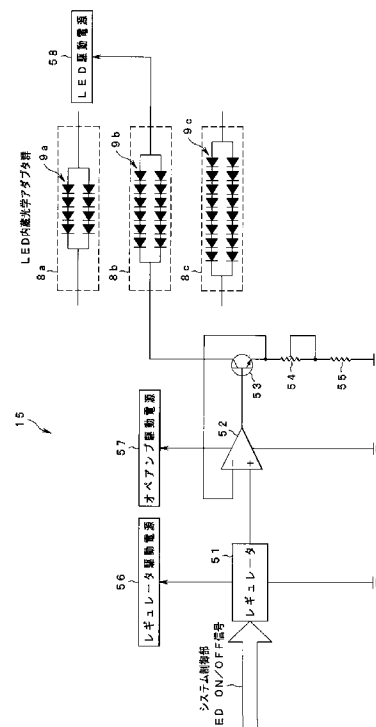 15
LED内蔵光学アダプタ群
8a
9a
8b
9b
8c
9c
58
LED駆動電源
56
レギュレータ駆動電源
57
オペアンプ駆動電源
51
レギュレータ
52
-
+
53
54
55
システム制御部
ED ON/OFF信号